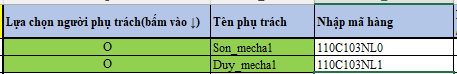 Lựa chọn người phụ trách(bấm vào ↓) Tên phụ trách Nhập mã hàng
O Son_mecha1 110C103NL0
O Duy_mecha1 110C103NL1